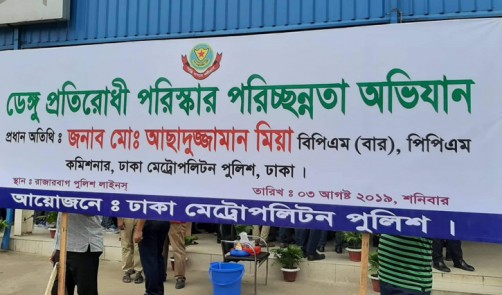 ডেঙ্গু প্রতিরোধী পরিস্কার পরিচ্ছন্নতা অভিযান
প্রধান অতিথি : জনাব মোঃ আছাদুজ্জামান মিয়া বিপিএম (বার), পিপিএম
কমিশনার, ঢাকা মেট্রোপলিটন পুলিশ, ঢাকা ।
স্থান : রাজারবাগ পুলিশ লাইনস্ তারিখ : ০৩ আগষ্ট ২০১৯, শনিবার
আয়োজনে : ঢাকা মেট্রোপলিটন পুলিশ ।